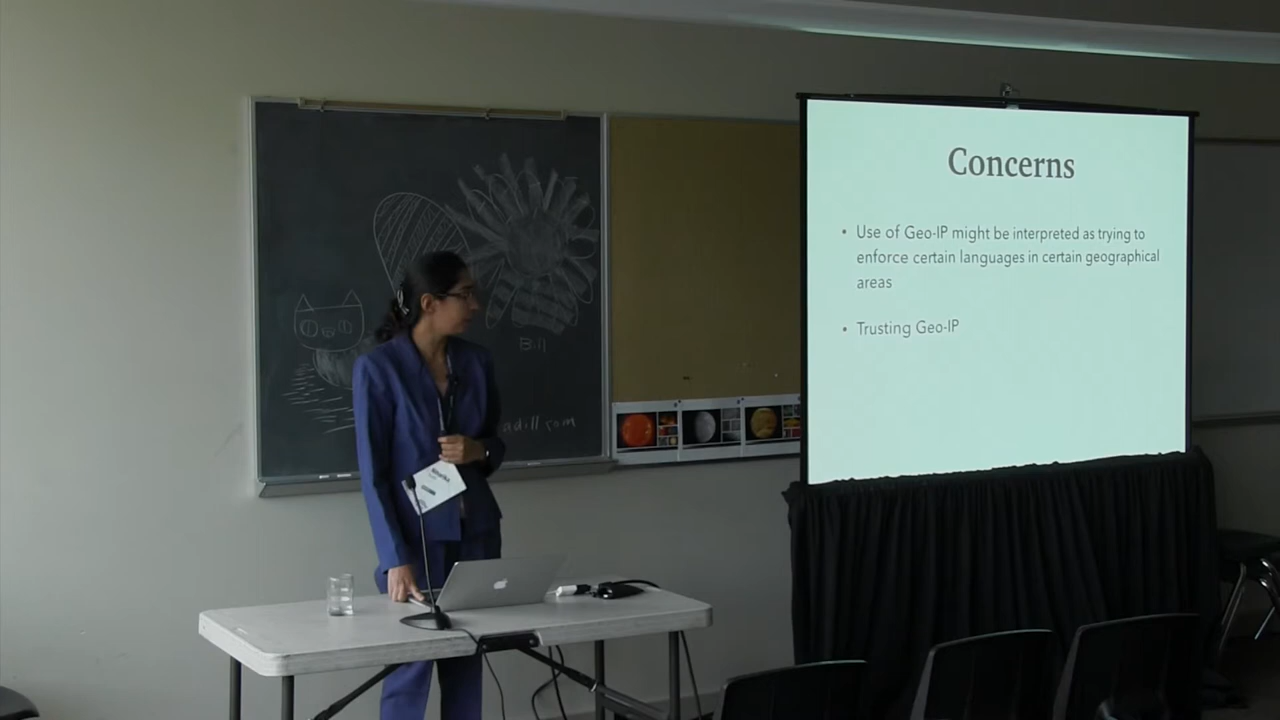 Concerns
• Use of Geo-IP might be interpreted as trying to
enforce certain languages in certain geographical
areas
• Trusting Geo-IP
Bill
adill.com